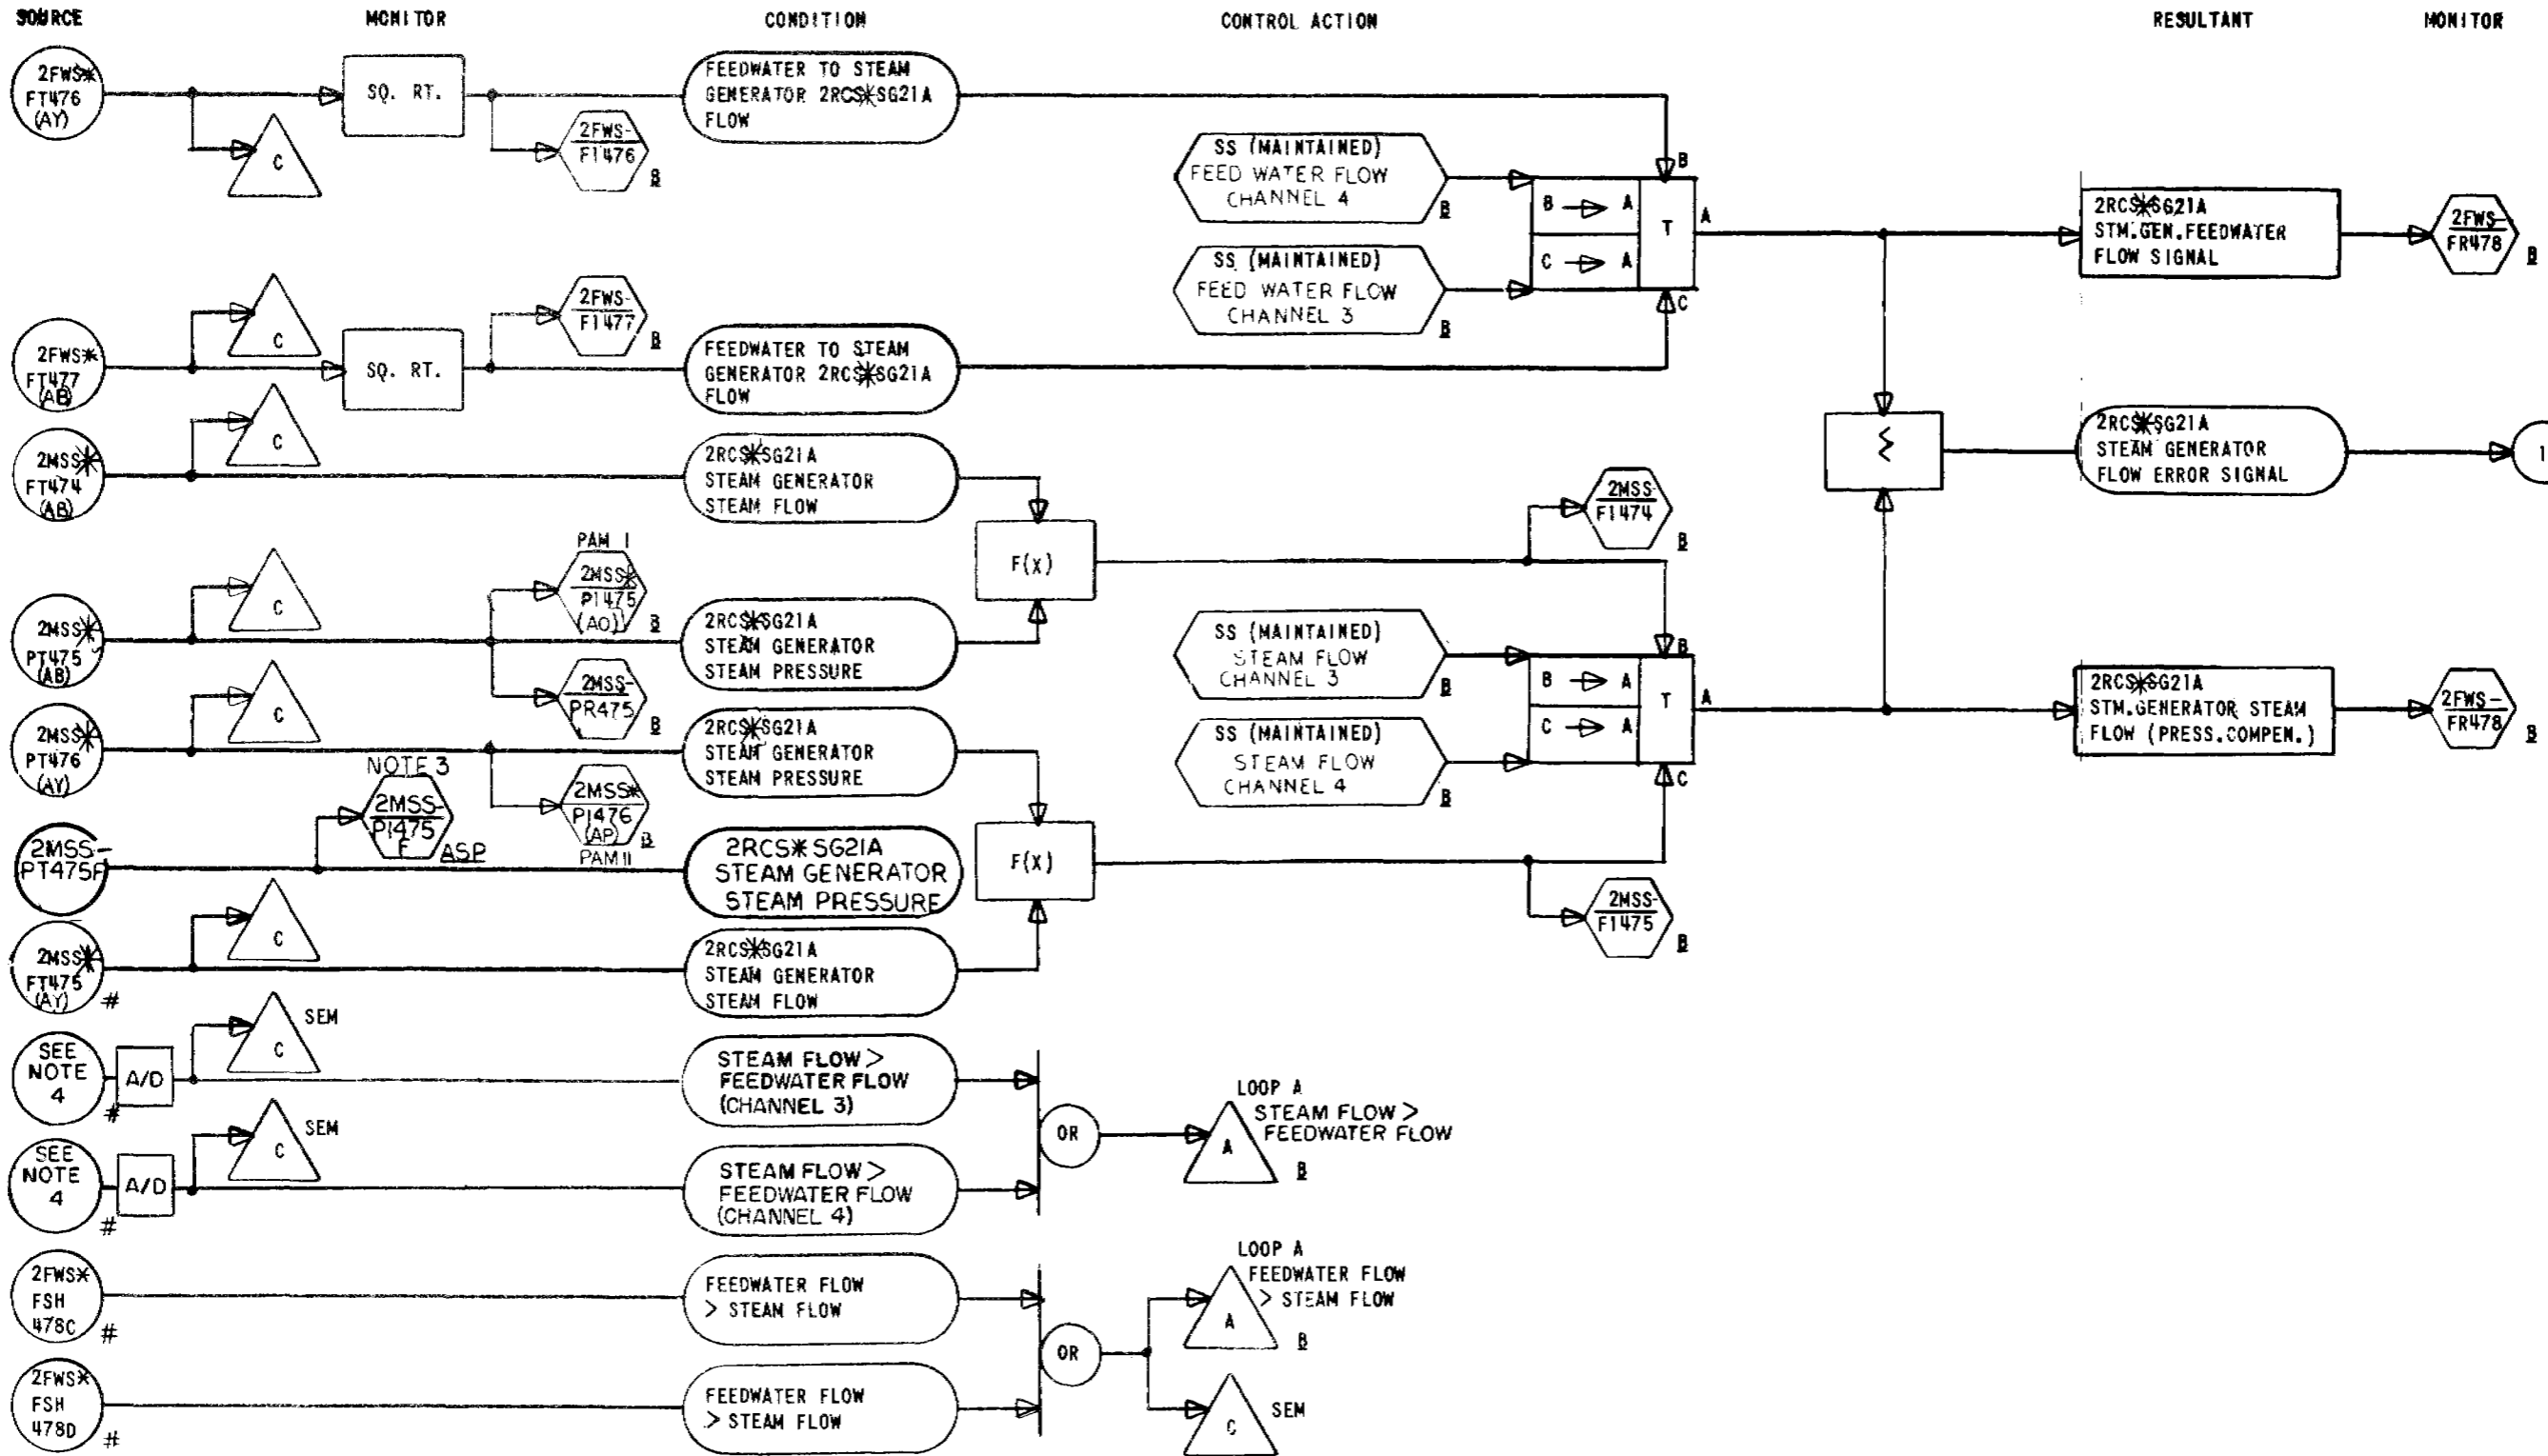 SOURCE
MONITOR
CONDITION
CONTROL ACTION
RESULTANT
MONITOR
2FWS*
FT476
(AY)
C
SQ. RT.
2FWS-
FI476
B
FEEDWATER TO STEAM
GENERATOR 2RCS*SG21A
FLOW
SS (MAINTAINED)
FEED WATER FLOW
CHANNEL 4
B
SS (MAINTAINED)
FEED WATER FLOW
CHANNEL 3
B
B → A
C → A
T
B
A
C
2RCS*SG21A
STM.GEN.FEEDWATER
FLOW SIGNAL
2FWS-
FR478
B
2FWS*
FT477
(AB)
C
SQ. RT.
2FWS-
FI477
B
FEEDWATER TO STEAM
GENERATOR 2RCS*SG21A
FLOW
2MSS*
FT474
(AB)
C
2RCS*SG21A
STEAM GENERATOR
STEAM FLOW
2RCS*SG21A
STEAM GENERATOR
FLOW ERROR SIGNAL
1
F(X)
2MSS-
FI474
B
2MSS*
PT475
(AB)
C
PAM I
2MSS*
PI475
(AO)
B
2MSS-
PR475
B
2RCS*SG21A
STEAM GENERATOR
STEAM PRESSURE
SS (MAINTAINED)
STEAM FLOW
CHANNEL 3
B
SS (MAINTAINED)
STEAM FLOW
CHANNEL 4
B
B → A
C → A
T
B
A
C
2RCS*SG21A
STM.GENERATOR STEAM
FLOW (PRESS.COMPEN.)
2FWS-
FR478
B
2MSS*
PT476
(AY)
C
2MSS*
PI476
(AP)
B
PAM II
2RCS*SG21A
STEAM GENERATOR
STEAM PRESSURE
2MSS-
PT475F
NOTE 3
2MSS-
PI475
F
ASP
2RCS*SG21A
STEAM GENERATOR
STEAM PRESSURE
F(X)
2MSS-
FI475
B
2MSS*
FT475
(AY)
#
C
2RCS*SG21A
STEAM GENERATOR
STEAM FLOW
SEE
NOTE
4
#
A/D
C
SEM
STEAM FLOW >
FEEDWATER FLOW
(CHANNEL 3)
SEE
NOTE
4
#
A/D
C
SEM
STEAM FLOW >
FEEDWATER FLOW
(CHANNEL 4)
OR
LOOP A
STEAM FLOW >
FEEDWATER FLOW
A
B
2FWS*
FSH
478C
#
FEEDWATER FLOW
> STEAM FLOW
2FWS*
FSH
478D
#
FEEDWATER FLOW
> STEAM FLOW
OR
LOOP A
FEEDWATER FLOW
> STEAM FLOW
A
B
C
SEM